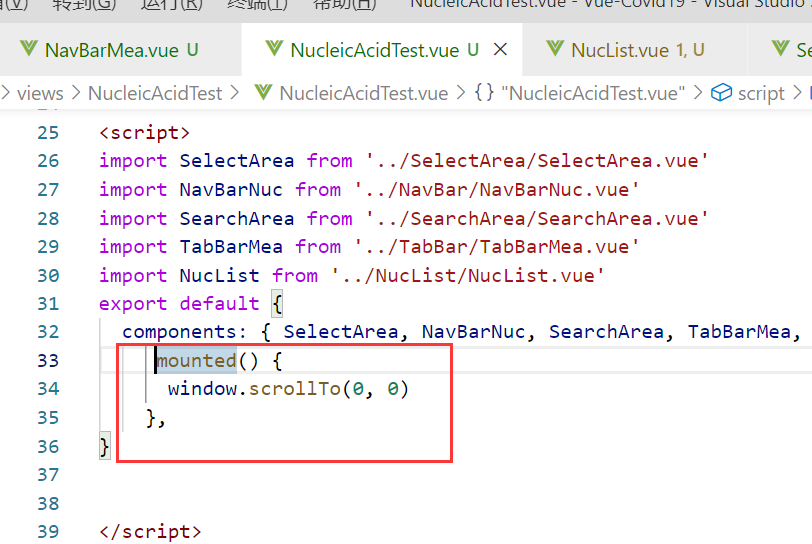 (V) 转到(G) 运行(R) 终端(T) 帮助(H) NucleicAcidTest.vue - Vue-Covid19 - Visual Studio
NavBarMea.vue U NucleicAcidTest.vue U × NucList.vue 1, U Se
> views > NucleicAcidTest > NucleicAcidTest.vue > {} "NucleicAcidTest.vue" > script >
25 <script>
26 import SelectArea from '../SelectArea/SelectArea.vue'
27 import NavBarNuc from '../NavBar/NavBarNuc.vue'
28 import SearchArea from '../SearchArea/SearchArea.vue'
29 import TabBarMea from '../TabBar/TabBarMea.vue'
30 import NucList from '../NucList/NucList.vue'
31 export default {
32 components: { SelectArea, NavBarNuc, SearchArea, TabBarMea,
33 mounted() {
34 window.scrollTo(0, 0)
35 },
36 }
37
38
39 </script>